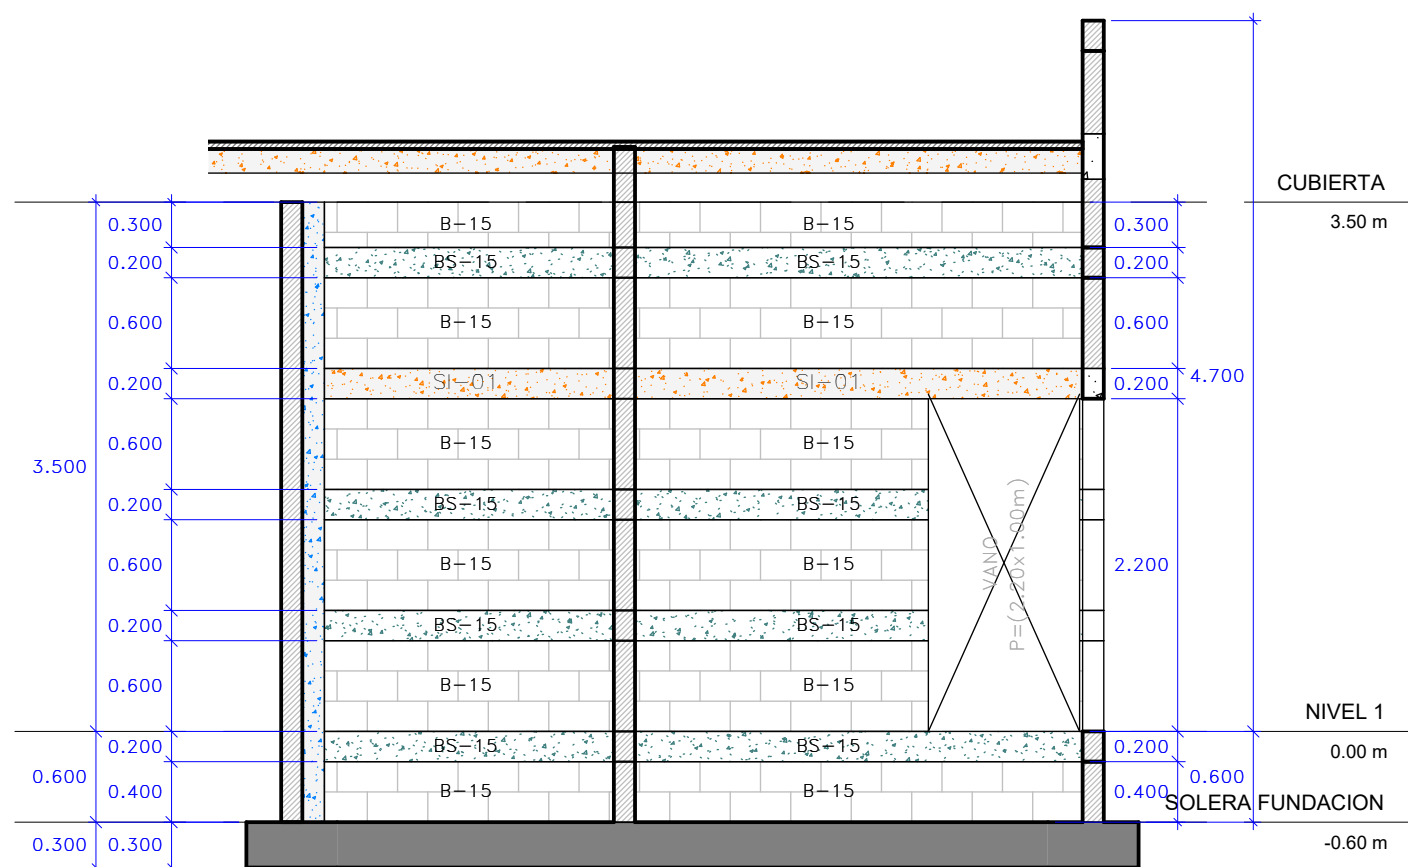 CUBIERTA
3.50 m
0.300
B-15
B-15
0.300
0.200
BS-15
BS-15
0.200
0.600
B-15
B-15
0.600
0.200
SI-01
SI-01
0.200
4.700
0.600
B-15
B-15
3.500
0.200
BS-15
BS-15
VANO
P=(2.20x1.00m)
0.600
B-15
B-15
2.200
0.200
BS-15
BS-15
0.600
B-15
B-15
NIVEL 1
0.200
BS-15
BS-15
0.200
0.00 m
0.600
0.400
B-15
B-15
0.400
0.600
SOLERA FUNDACION
0.300
0.300
-0.60 m